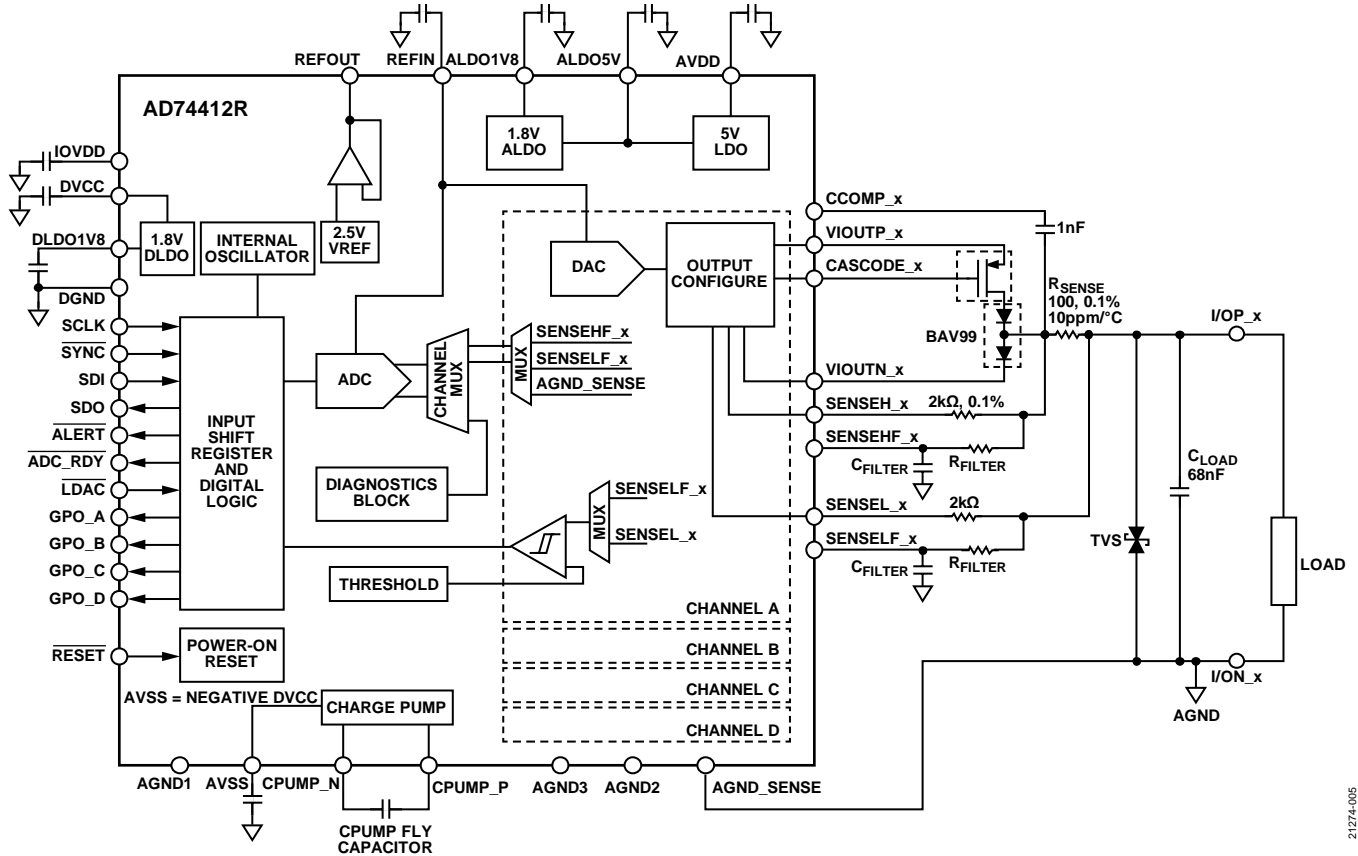 REFOUT
REFIN
ALDO1V8
ALDO5V
AVDD
AD74412R
IOVDD
DVCC
DLDO1V8
DGND
SCLK
SYNC
SDI
SDO
ALERT
ADC_RDY
LDAC
GPO_A
GPO_B
GPO_C
GPO_D
RESET
1.8V
DLDO
INTERNAL
OSCILLATOR
2.5V
VREF
1.8V
ALDO
5V
LDO
INPUT
SHIFT
REGISTER
AND
DIGITAL
LOGIC
ADC
CHANNEL
MUX
MUX
SENSEHF_x
SENSELF_x
AGND_SENSE
DAC
OUTPUT
CONFIGURE
DIAGNOSTICS
BLOCK
THRESHOLD
MUX
SENSELF_x
SENSEL_x
CHANNEL A
CHANNEL B
CHANNEL C
CHANNEL D
POWER-ON
RESET
AVSS = NEGATIVE DVCC
CHARGE PUMP
AGND1
AVSS
CPUMP_N
CPUMP_P
AGND3
AGND2
AGND_SENSE
CPUMP FLY
CAPACITOR
CCOMP_x
VIOUTP_x
CASCODE_x
VIOUTN_x
SENSEH_x
SENSEHF_x
SENSEL_x
SENSELF_x
1nF
RSENSE
100, 0.1%
10ppm/°C
BAV99
2kΩ, 0.1%
CFILTER
RFILTER
2kΩ
CFILTER
RFILTER
TVS
CLOAD
68nF
I/OP_x
LOAD
I/ON_x
AGND
21274-005